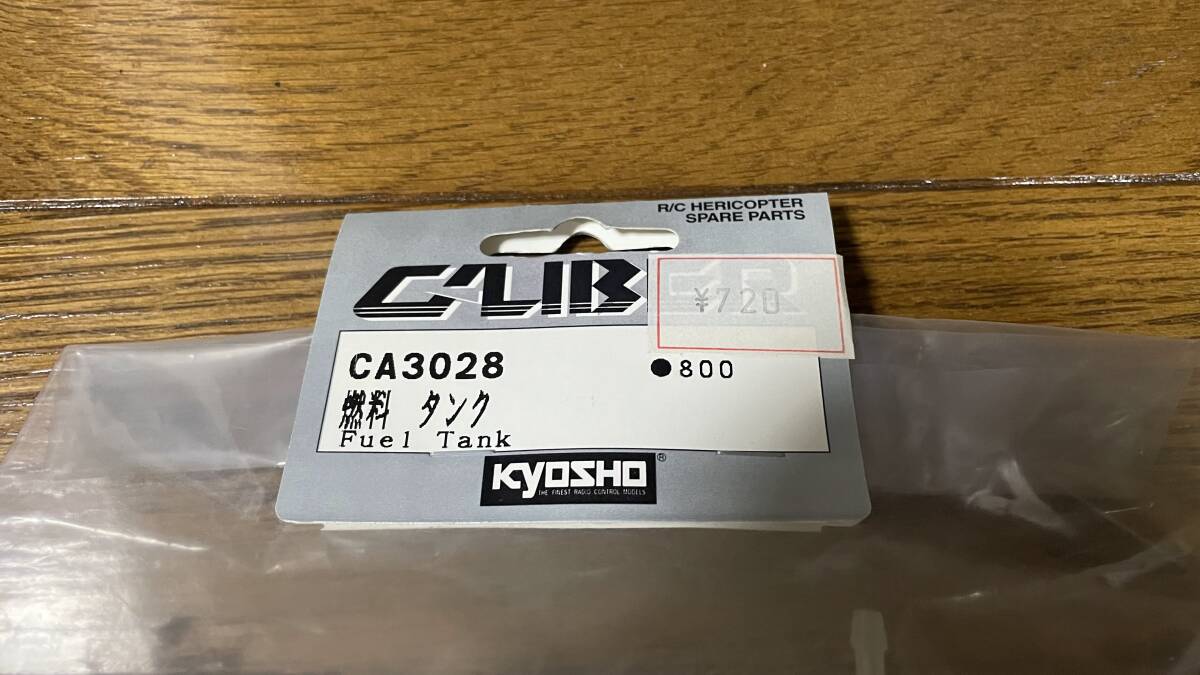 R/C HERICOPTER
SPARE PARTS
CALIBER
¥720
CA3028
●800
燃料 タンク
Fuel Tank
KYOSHO®
THE FINEST RADIO CONTROL MODELS